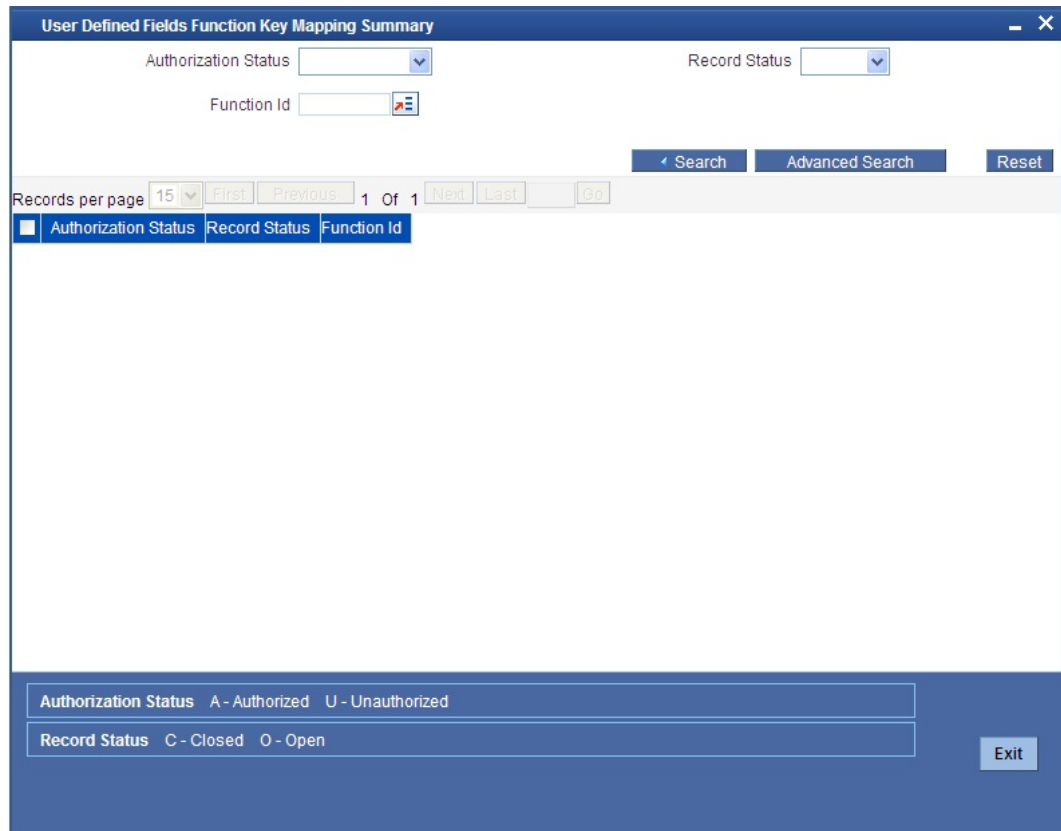 User Defined Fields Function Key Mapping Summary
Authorization Status Record Status
Function Id
Search Advanced Search Reset
Records per page 15 First Previous 1 Of 1 Next Last Go
Authorization Status Record Status Function Id
Authorization Status A - Authorized U - Unauthorized
Record Status C - Closed O - Open
Exit